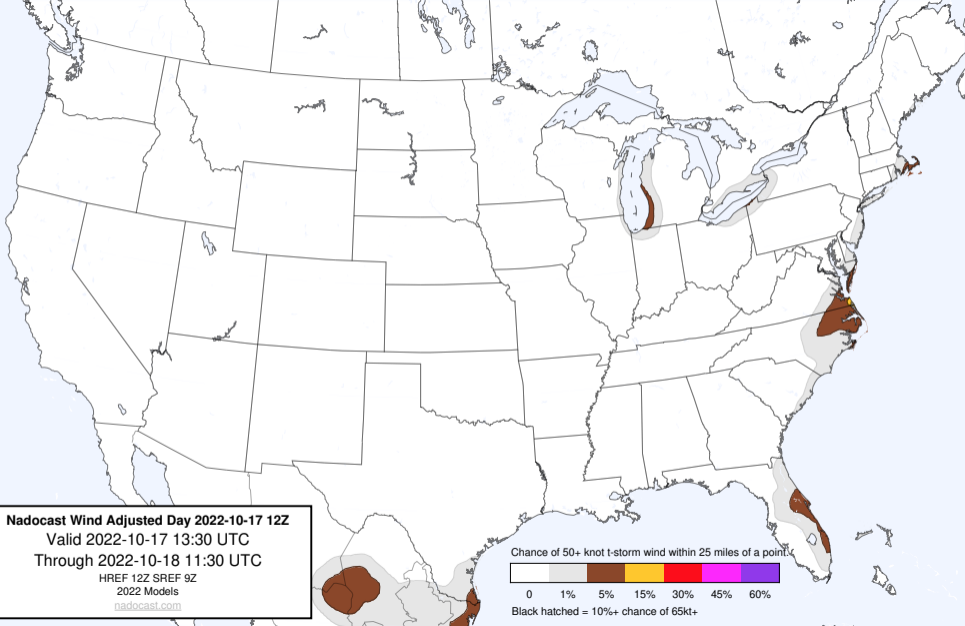 Nadocast Wind Adjusted Day 2022-10-17 12Z
Valid 2022-10-17 13:30 UTC
Through 2022-10-18 11:30 UTC
HREF 12Z SREF 9Z
2022 Models
nadocast.com
Chance of 50+ knot t-storm wind within 25 miles of a point.
0 1% 5% 15% 30% 45% 60%
Black hatched = 10%+ chance of 65kt+